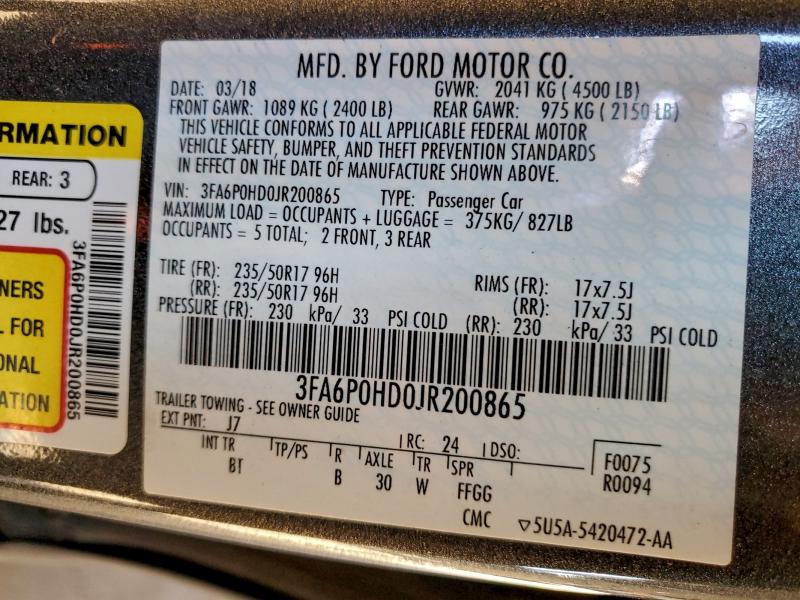 RMATION
REAR: 3
27 lbs.
NERS
L FOR
ONAL
ATION
3FA6P0HD0JR200865
MFD. BY FORD MOTOR CO.
DATE: 03/18 GVWR: 2041 KG ( 4500 LB)
FRONT GAWR: 1089 KG ( 2400 LB) REAR GAWR: 975 KG ( 2150 LB)
THIS VEHICLE CONFORMS TO ALL APPLICABLE FEDERAL MOTOR
VEHICLE SAFETY, BUMPER, AND THEFT PREVENTION STANDARDS
IN EFFECT ON THE DATE OF MANUFACTURE SHOWN ABOVE.
VIN: 3FA6P0HD0JR200865 TYPE: Passenger Car
MAXIMUM LOAD = OCCUPANTS + LUGGAGE = 375KG/ 827LB
OCCUPANTS = 5 TOTAL; 2 FRONT, 3 REAR
TIRE (FR): 235/50R17 96H RIMS (FR): 17x7.5J
(RR): 235/50R17 96H (RR): 17x7.5J
PRESSURE (FR): 230 kPa/ 33 PSI COLD (RR): 230 kPa/ 33 PSI COLD
3FA6P0HD0JR200865
TRAILER TOWING - SEE OWNER GUIDE
EXT PNT: J7 RC: 24 DSO:
INT TR TP/PS R AXLE TR SPR F0075
BT B 30 W FFGG R0094
CMC ▽5U5A-5420472-AA